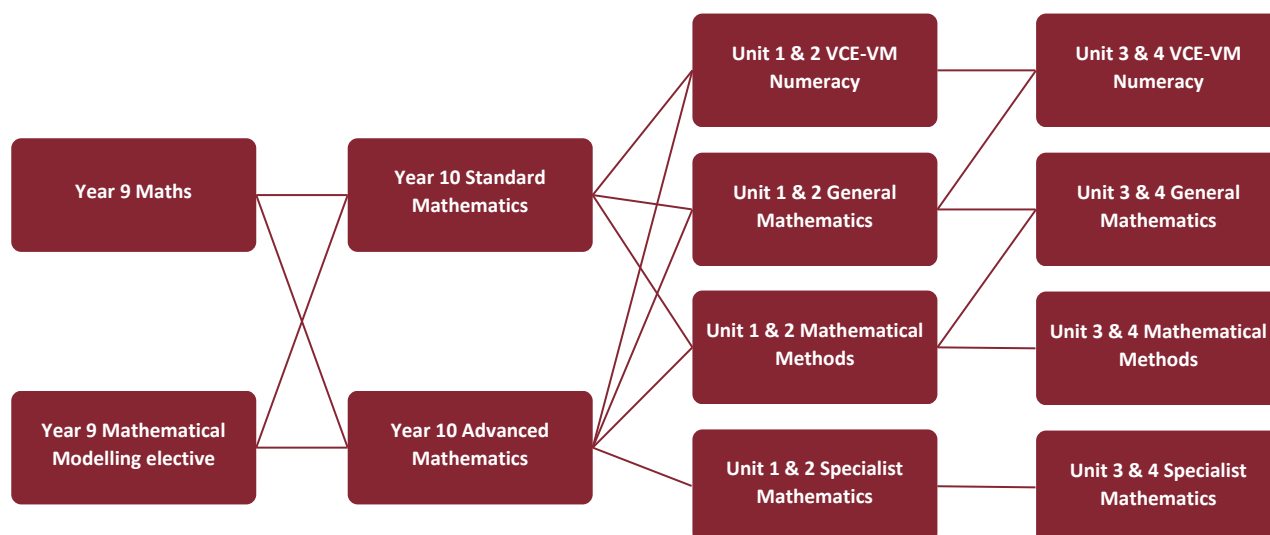 Unit 1 & 2 VCE-VM
Numeracy
Unit 3 & 4 VCE-VM
Numeracy
Year 9 Maths
Year 10 Standard
Mathematics
Unit 1 & 2 General
Mathematics
Unit 3 & 4 General
Mathematics
Unit 1 & 2 Mathematical
Methods
Unit 3 & 4 Mathematical
Methods
Year 9 Mathematical
Modelling elective
Year 10 Advanced
Mathematics
Unit 1 & 2 Specialist
Mathematics
Unit 3 & 4 Specialist
Mathematics